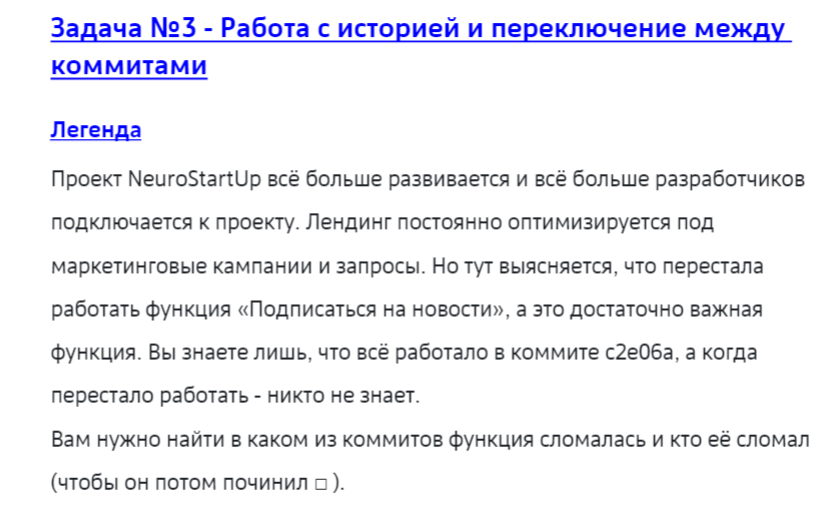 Задача №3 - Работа с историей и переключение между
коммитами
Легенда
Проект NeuroStartUp всё больше развивается и всё больше разработчиков
подключается к проекту. Лендинг постоянно оптимизируется под
маркетинговые кампании и запросы. Но тут выясняется, что перестала
работать функция «Подписаться на новости», а это достаточно важная
функция. Вы знаете лишь, что всё работало в коммите c2e06a, а когда
перестало работать - никто не знает.
Вам нужно найти в каком из коммитов функция сломалась и кто её сломал
(чтобы он потом починил □ ).